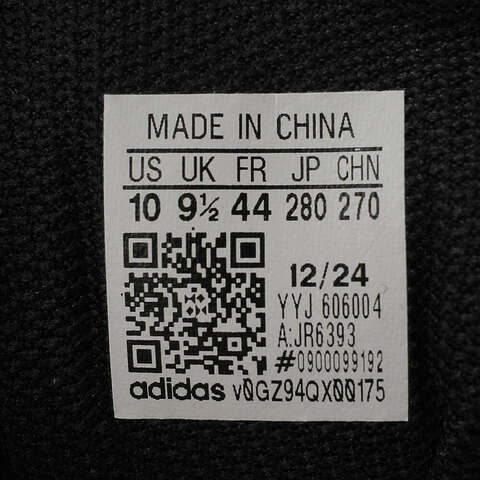 MADE IN CHINA
US UK FR JP CHN
10 9½ 44 280 270
12/24
YYJ 606004
A:JR6393
#0900099192
adidas v0GZ94QX00175